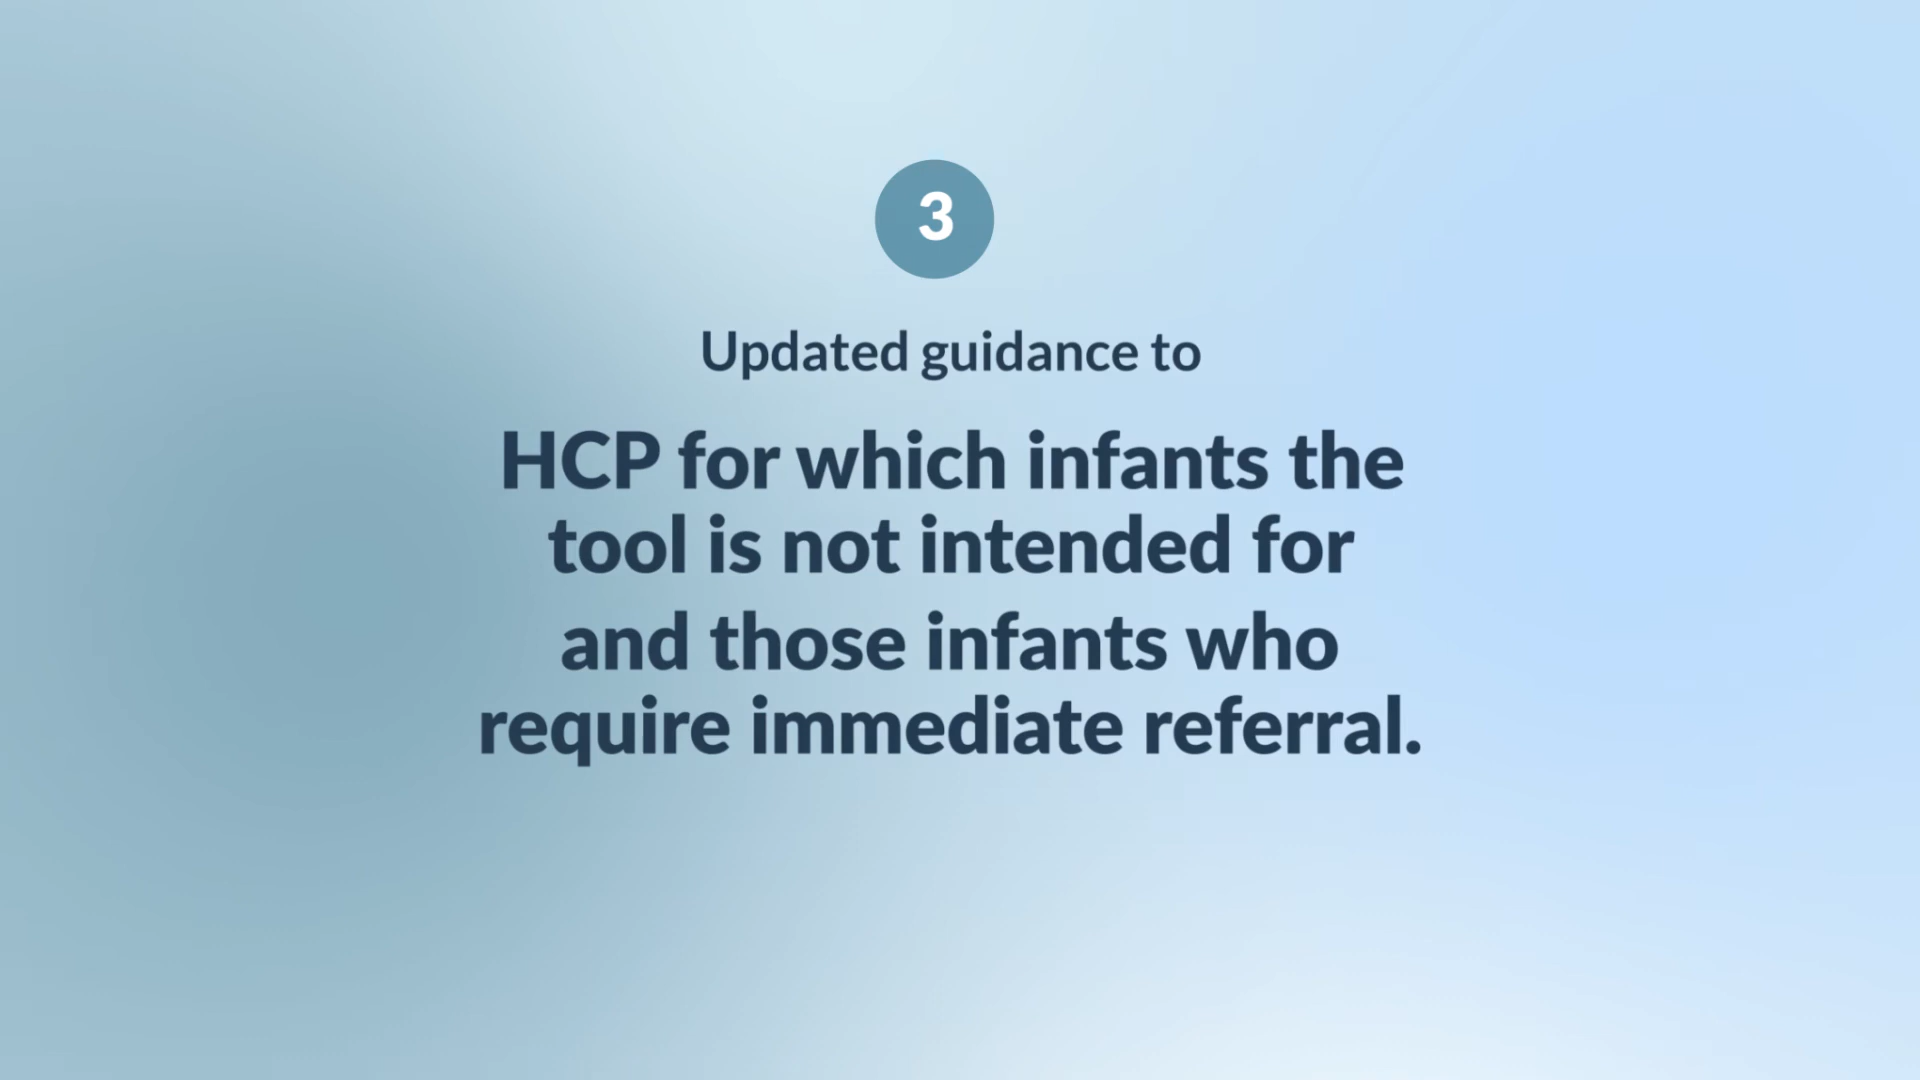 3
Updated guidance to
HCP for which infants the
tool is not intended for
and those infants who
require immediate referral.